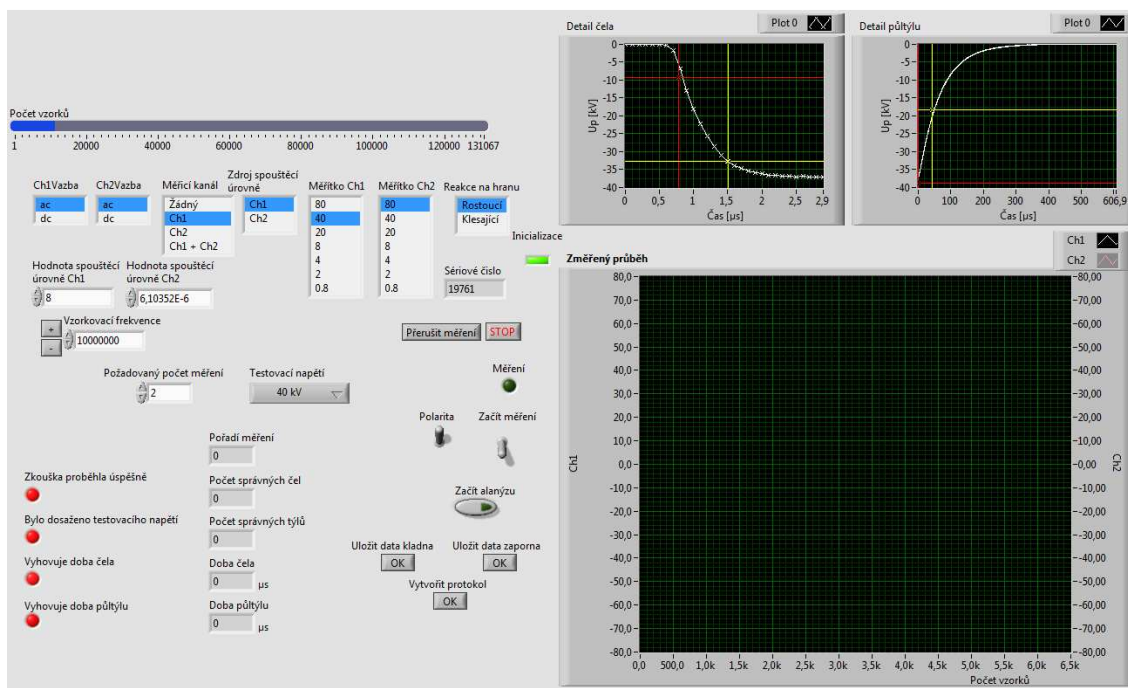 Detail čela
Plot 0
Detail půltýlu
Plot 0
0
-5
-10
-15
-20
-25
-30
-35
-40
Up [kV]
0 0,5 1 1,5 2 2,5 2,9
Čas [µs]
0
-5
-10
-15
-20
-25
-30
-35
-40
Up [kV]
0 100 200 300 400 500 606,9
Čas [µs]
Počet vzorků
1 20000 40000 60000 80000 100000 120000 131067
Ch1Vazba
ac
dc
Ch2Vazba
ac
dc
Měřicí kanál
Žádný
Ch1
Ch2
Ch1 + Ch2
Zdroj spouštěcí
úrovně
Ch1
Ch2
Měřítko Ch1
80
40
20
8
4
2
0.8
Měřítko Ch2
80
40
20
8
4
2
0.8
Reakce na hranu
Rostoucí
Klesající
Inicializace
Hodnota spouštěcí
úrovně Ch1
8
Hodnota spouštěcí
úrovně Ch2
6,10352E-6
Sériové číslo
19761
Vzorkovací frekvence
+
-
10000000
Přerušit měření
STOP
Požadovaný počet měření
2
Testovací napětí
40 kV
Měření
Polarita
Začít měření
Pořadí měření
0
Zkouška proběhla úspěšně
Počet správných čel
0
Začít alanýzu
Bylo dosaženo testovacího napětí
Počet správných týlů
0
Uložit data kladna
OK
Uložit data zaporna
OK
Vyhovuje doba čela
Doba čela
0 µs
Vytvořit protokol
OK
Vyhovuje doba půltýlu
Doba půltýlu
0 µs
Změřený průběh
Ch1
Ch2
80,0
70,0
60,0
50,0
40,0
30,0
20,0
10,0
0,0
-10,0
-20,0
-30,0
-40,0
-50,0
-60,0
-70,0
-80,0
Ch1
-80,00
-70,00
-60,00
-50,00
-40,00
-30,00
-20,00
-10,00
-0,00
-10,00
-20,00
-30,00
-40,00
-50,00
-60,00
-70,00
-80,00
Ch2
0,0 500,0 1,0k 1,5k 2,0k 2,5k 3,0k 3,5k 4,0k 4,5k 5,0k 5,5k 6,0k 6,5k
Počet vzorků